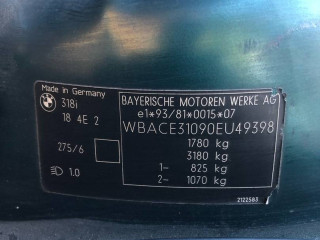 Made in Germany
BMW
318i
18 4E 2
275/6
1.0
BAYERISCHE MOTOREN WERKE AG
e1*93/81*0015*07
WBACE31090EU49398
1780 kg
3180 kg
1- 825 kg
2- 1070 kg
2122583